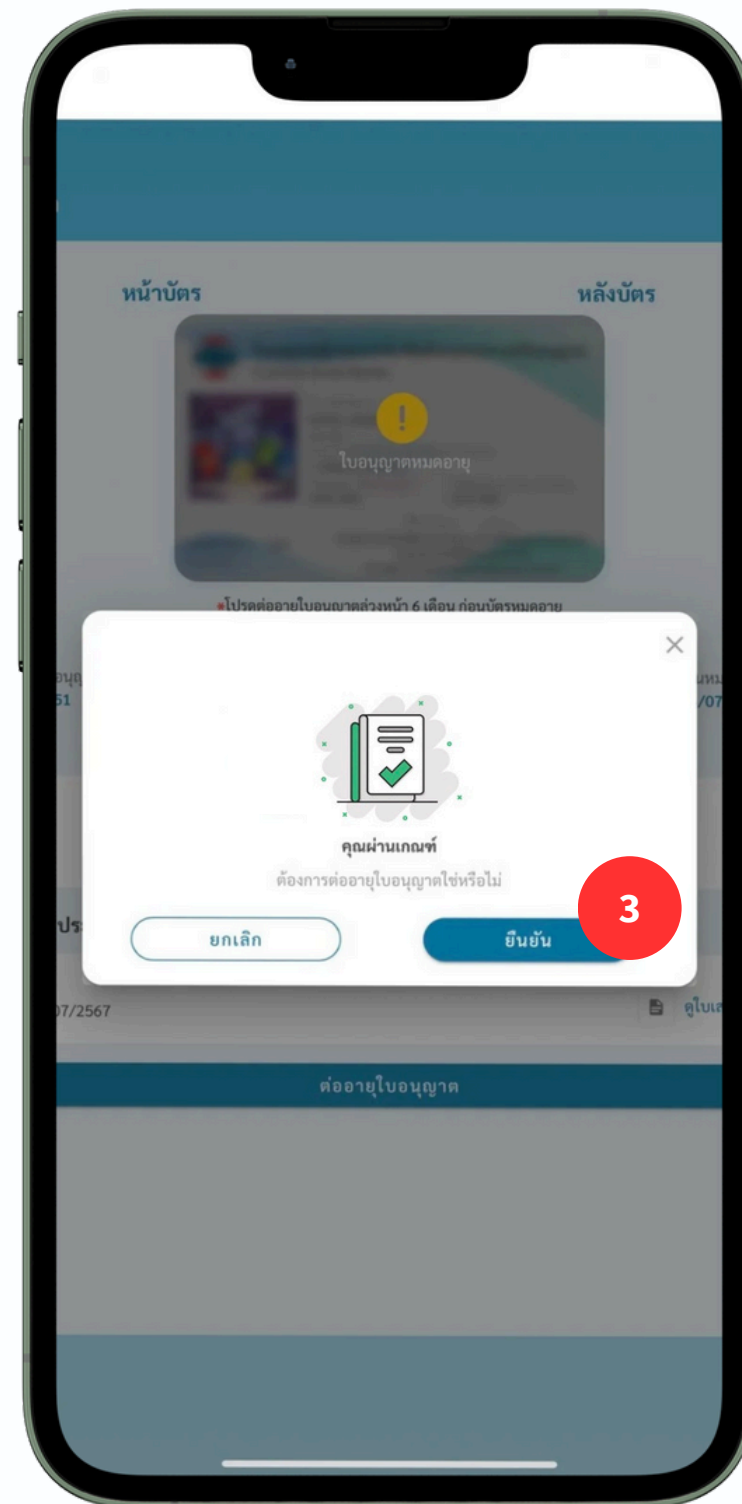 หน้าบัตร
หลังบัตร
ใบอนุญาตหมดอายุ
*โปรดต่ออายุใบอนุญาตล่วงหน้า 6 เดือน ก่อนบัตรหมดอายุ
51
/07
คุณผ่านเกณฑ์
ต้องการต่ออายุใบอนุญาตใช่หรือไม่
3
ยกเลิก
ยืนยัน
07/2567
ต่ออายุใบอนุญาต